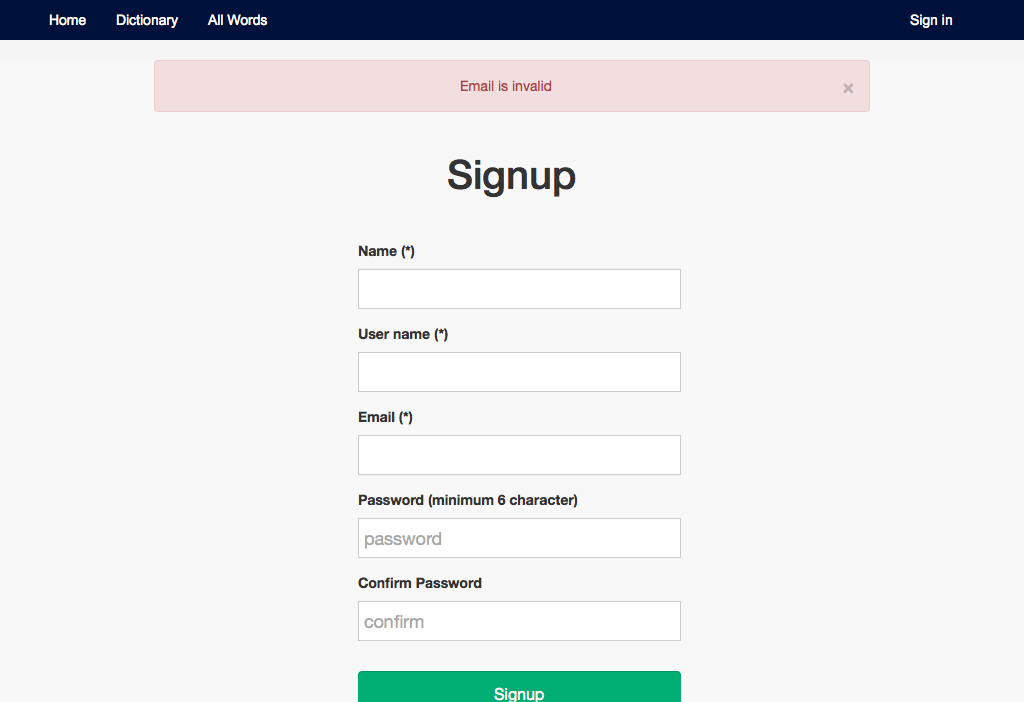 Home Dictionary All Words Sign in
Email is invalid ×
Signup
Name (*)
User name (*)
Email (*)
Password (minimum 6 character)
password
Confirm Password
confirm
Signup